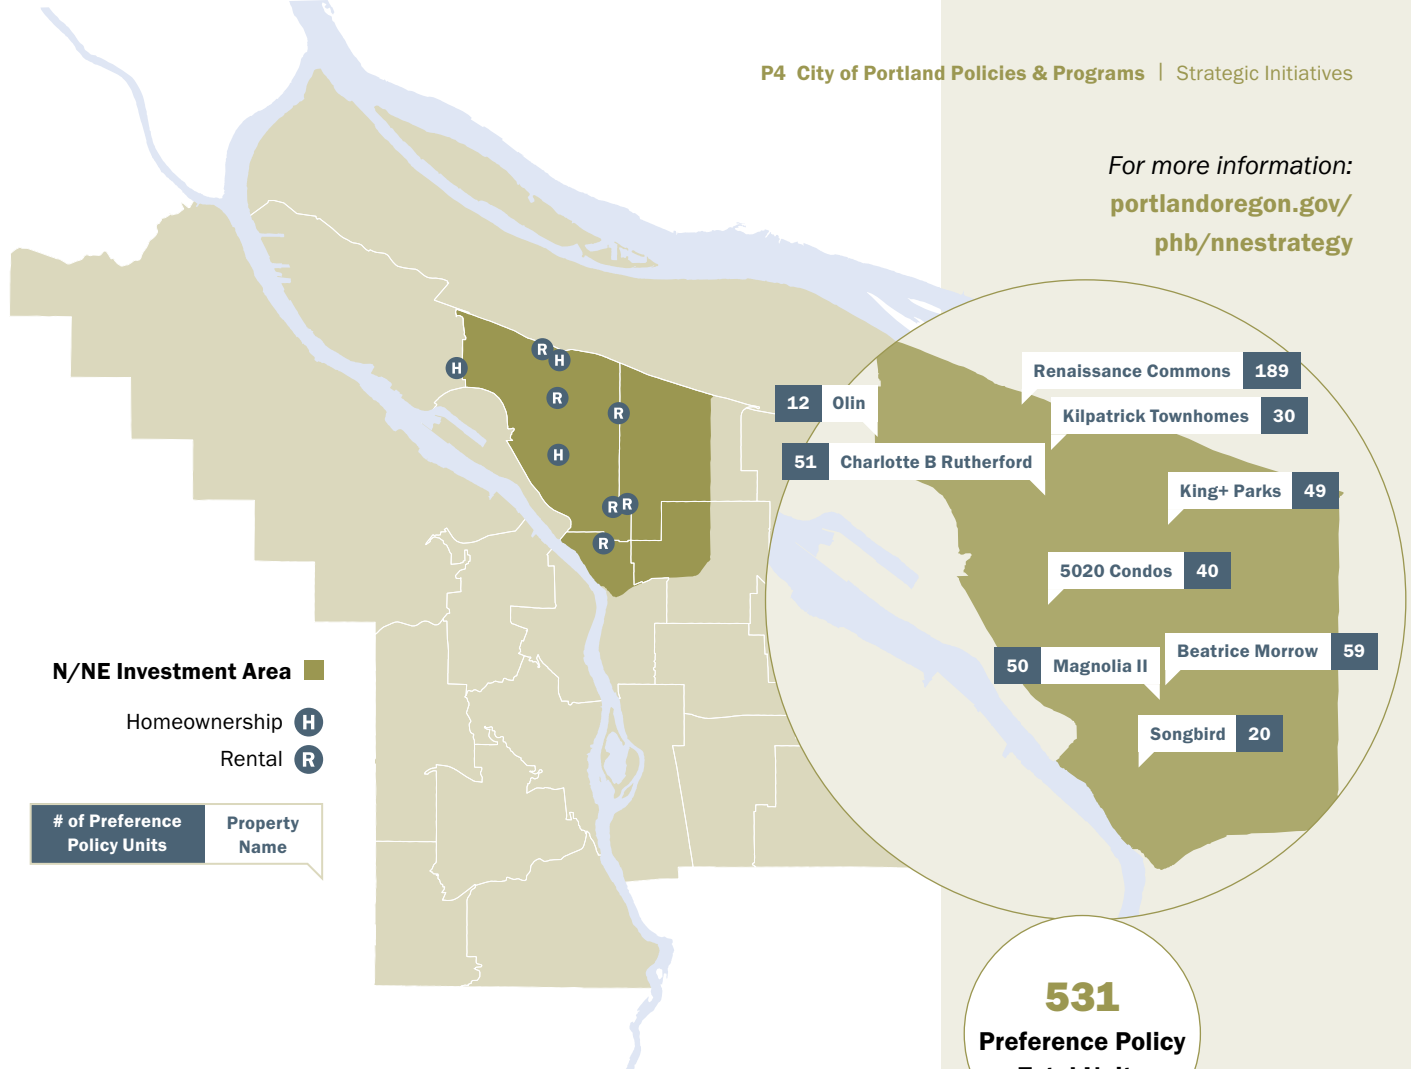 P4 City of Portland Policies & Programs | Strategic Initiatives
For more information:
portlandoregon.gov/
phb/nnestrategy
Renaissance Commons 189
12 Olin
Kilpatrick Townhomes 30
51 Charlotte B Rutherford
King+ Parks 49
5020 Condos 40
50 Magnolia II
Beatrice Morrow 59
Songbird 20
R
H
H
R
R
H
R R
R
N/NE Investment Area
Homeownership H
Rental R
# of Preference
Policy Units
Property
Name
531
Preference Policy